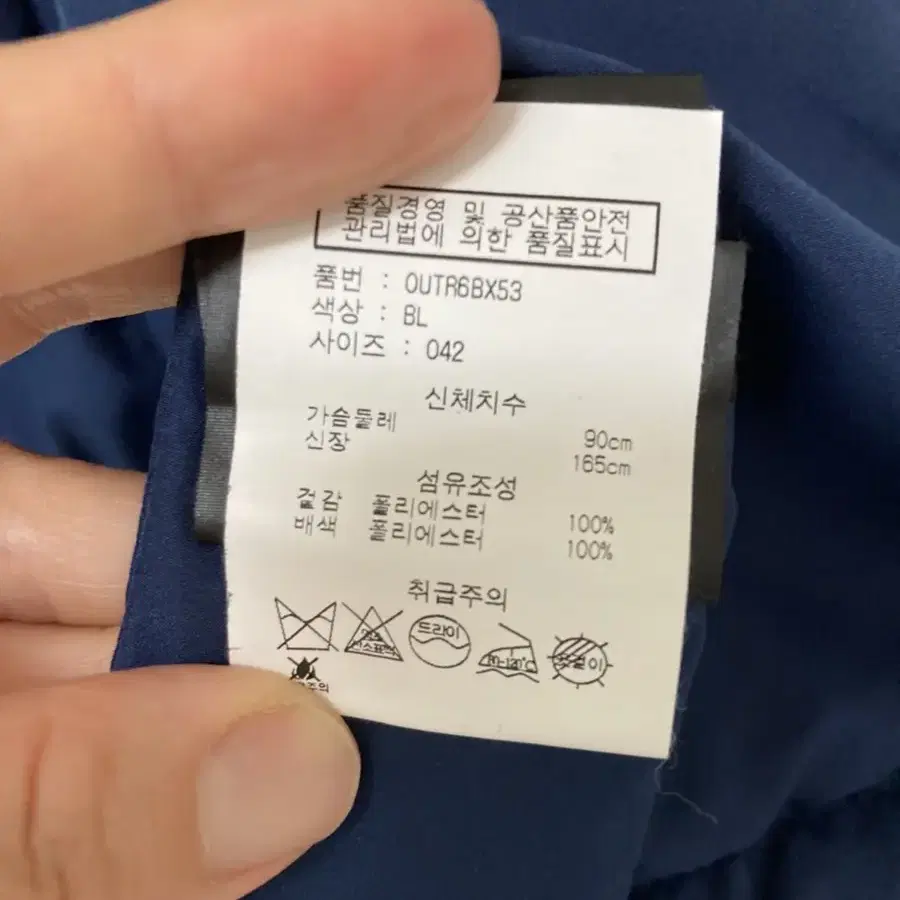 품질경영 및 공산품안전
관리법에 의한 품질표시
품번 : OUTR6BX53
색상 : BL
사이즈 : 042
신체치수
가슴둘레 90cm
신장 165cm
섬유조성
겉감 폴리에스터 100%
배색 폴리에스터 100%
취급주의
드라이
옷걸이